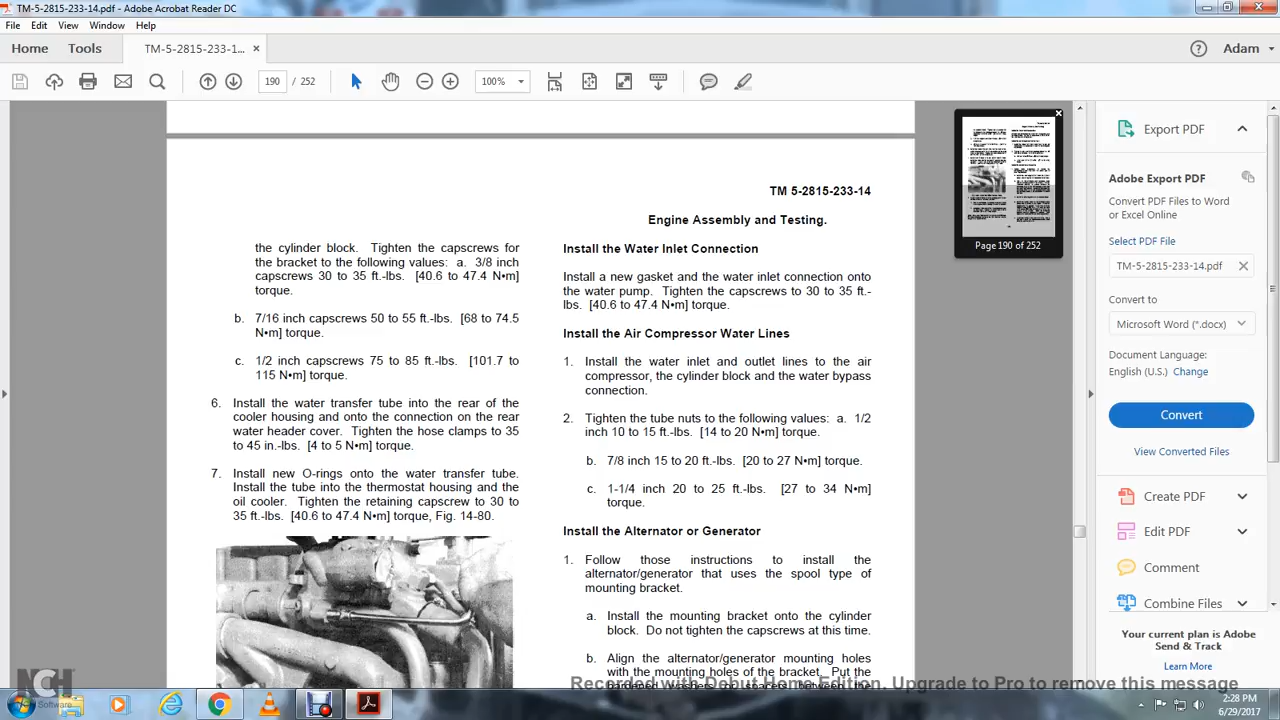 TM-5-2815-233-14.pdf - Adobe Acrobat Reader DC
File Edit View Window Help
Home Tools TM-5-2815-233-1... × Adam
190 / 252 100%
TM 5-2815-233-14
Engine Assembly and Testing.
the cylinder block. Tighten the capscrews for
the bracket to the following values: a. 3/8 inch
capscrews 30 to 35 ft.-lbs. [40.6 to 47.4 N•m]
torque.
b. 7/16 inch capscrews 50 to 55 ft.-lbs. [68 to 74.5
N•m] torque.
c. 1/2 inch capscrews 75 to 85 ft.-lbs. [101.7 to
115 N•m] torque.
6. Install the water transfer tube into the rear of the
cooler housing and onto the connection on the rear
water header cover. Tighten the hose clamps to 35
to 45 in.-lbs. [4 to 5 N•m] torque.
7. Install new O-rings onto the water transfer tube.
Install the tube into the thermostat housing and the
oil cooler. Tighten the retaining capscrew to 30 to
35 ft.-lbs. [40.6 to 47.4 N•m] torque, Fig. 14-80.
Install the Water Inlet Connection
Install a new gasket and the water inlet connection onto
the water pump. Tighten the capscrews to 30 to 35 ft.-
lbs. [40.6 to 47.4 N•m] torque.
Install the Air Compressor Water Lines
1. Install the water inlet and outlet lines to the air
compressor, the cylinder block and the water bypass
connection.
2. Tighten the tube nuts to the following values: a. 1/2
inch 10 to 15 ft.-lbs. [14 to 20 N•m] torque.
b. 7/8 inch 15 to 20 ft.-lbs. [20 to 27 N•m] torque.
c. 1-1/4 inch 20 to 25 ft.-lbs. [27 to 34 N•m]
torque.
Install the Alternator or Generator
1. Follow those instructions to install the
alternator/generator that uses the spool type of
mounting bracket.
a. Install the mounting bracket onto the cylinder
block. Do not tighten the capscrews at this time.
b. Align the alternator/generator mounting holes
with the mounting holes of the bracket. Put the
Page 190 of 252
Export PDF
Adobe Export PDF
Convert PDF Files to Word
or Excel Online
Select PDF File
TM-5-2815-233-14.pdf
Convert to
Microsoft Word (*.docx)
Document Language:
English (U.S.) Change
Convert
View Converted Files
Create PDF
Edit PDF
Comment
Combine Files
Your current plan is Adobe
Send & Track
Learn More
Recorded with Debut Home Edition. Upgrade to Pro to remove this message
NCH Software
2:28 PM
6/29/2017